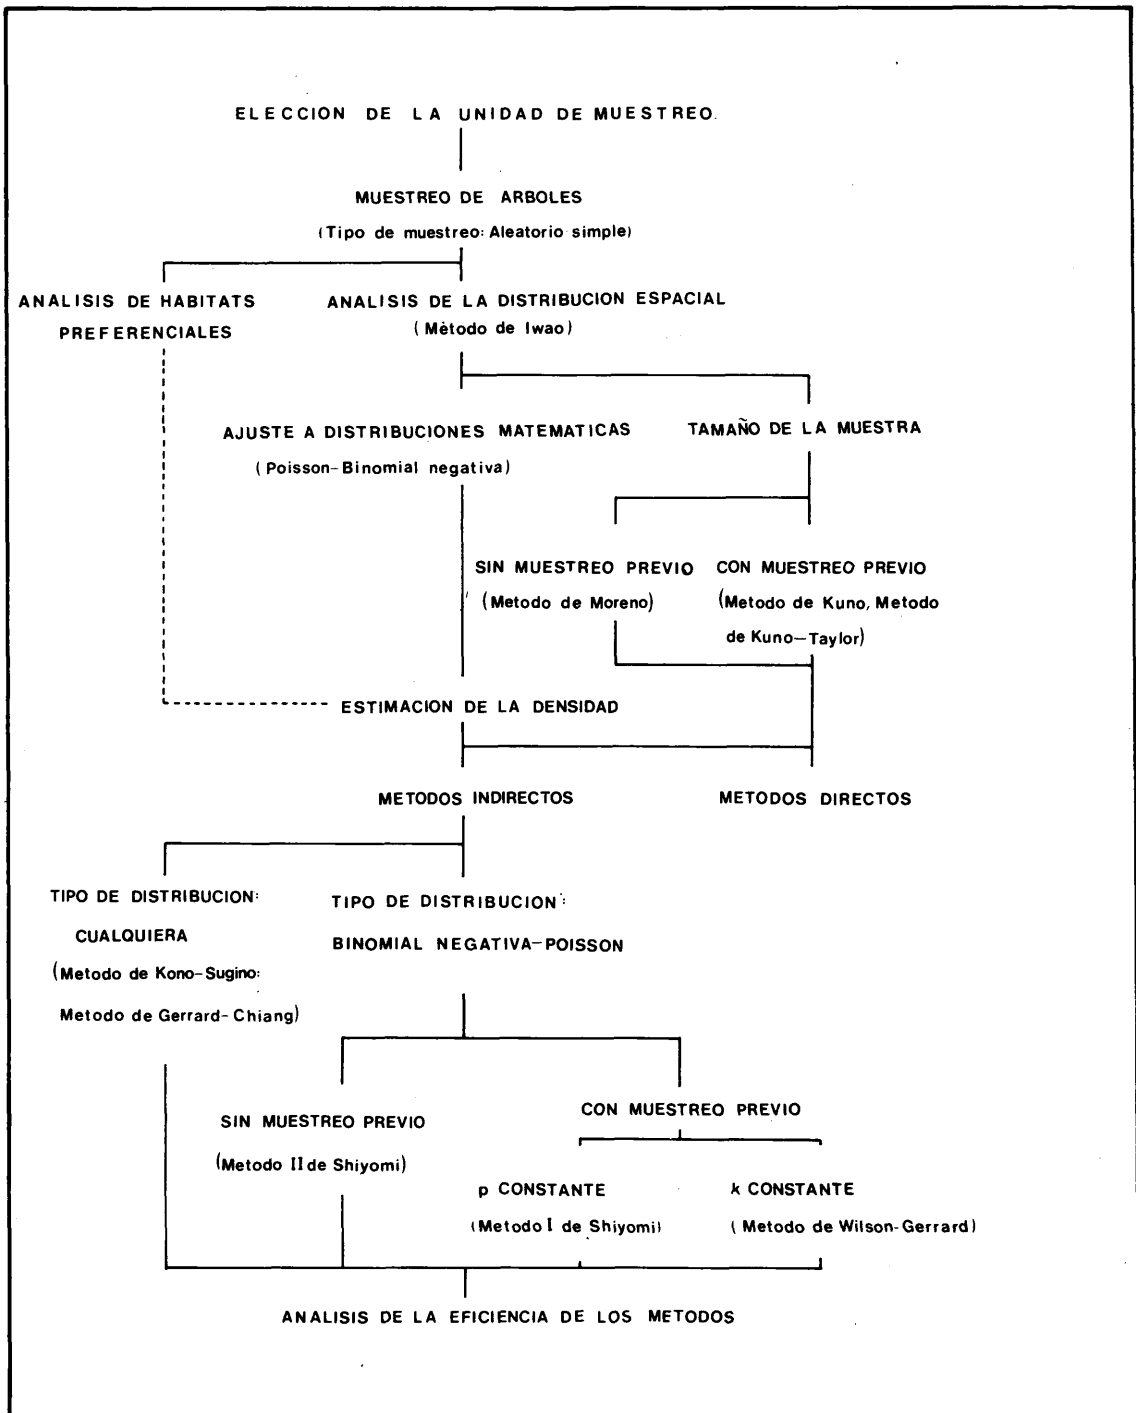 ELECCION DE LA UNIDAD DE MUESTREO.
MUESTREO DE ARBOLES
(Tipo de muestreo: Aleatorio simple)
ANALISIS DE HABITATS
PREFERENCIALES
ANALISIS DE LA DISTRIBUCION ESPACIAL
(Mètodo de Iwao)
AJUSTE A DISTRIBUCIONES MATEMATICAS
(Poisson-Binomial negativa)
TAMAÑO DE LA MUESTRA
SIN MUESTREO PREVIO
(Metodo de Moreno)
CON MUESTREO PREVIO
(Metodo de Kuno, Metodo
de Kuno-Taylor)
ESTIMACION DE LA DENSIDAD
METODOS INDIRECTOS
METODOS DIRECTOS
TIPO DE DISTRIBUCION:
CUALQUIERA
(Metodo de Kono-Sugino:
Metodo de Gerrard-Chiang)
TIPO DE DISTRIBUCION:
BINOMIAL NEGATIVA-POISSON
SIN MUESTREO PREVIO
(Metodo II de Shiyomi)
CON MUESTREO PREVIO
p CONSTANTE
(Metodo I de Shiyomi)
k CONSTANTE
(Metodo de Wilson-Gerrard)
ANALISIS DE LA EFICIENCIA DE LOS METODOS